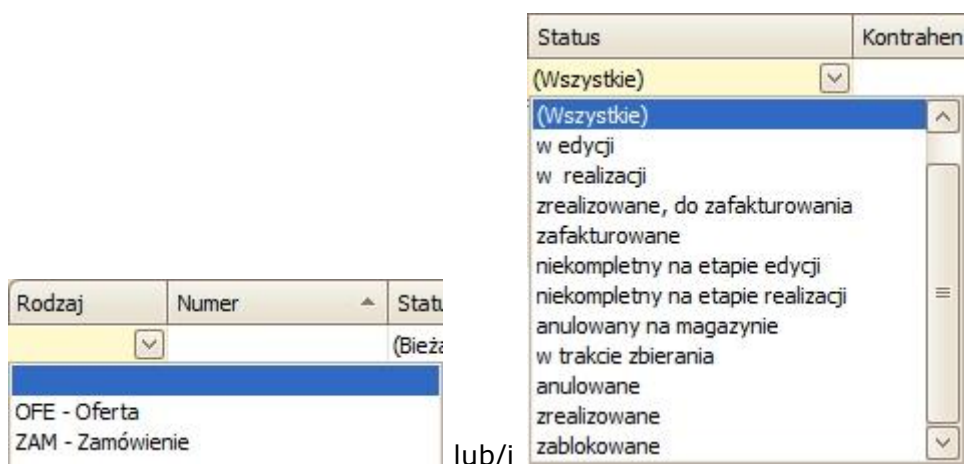 Status Kontrahen
(Wszystkie)
(Wszystkie)
w edycji
w realizacji
zrealizowane, do zafakturowania
zafakturowane
niekompletny na etapie edycji
niekompletny na etapie realizacji
anulowany na magazynie
w trakcie zbierania
anulowane
zrealizowane
zablokowane
Rodzaj Numer Statu
(Bieża
OFE - Oferta
ZAM - Zamówienie
lub/i